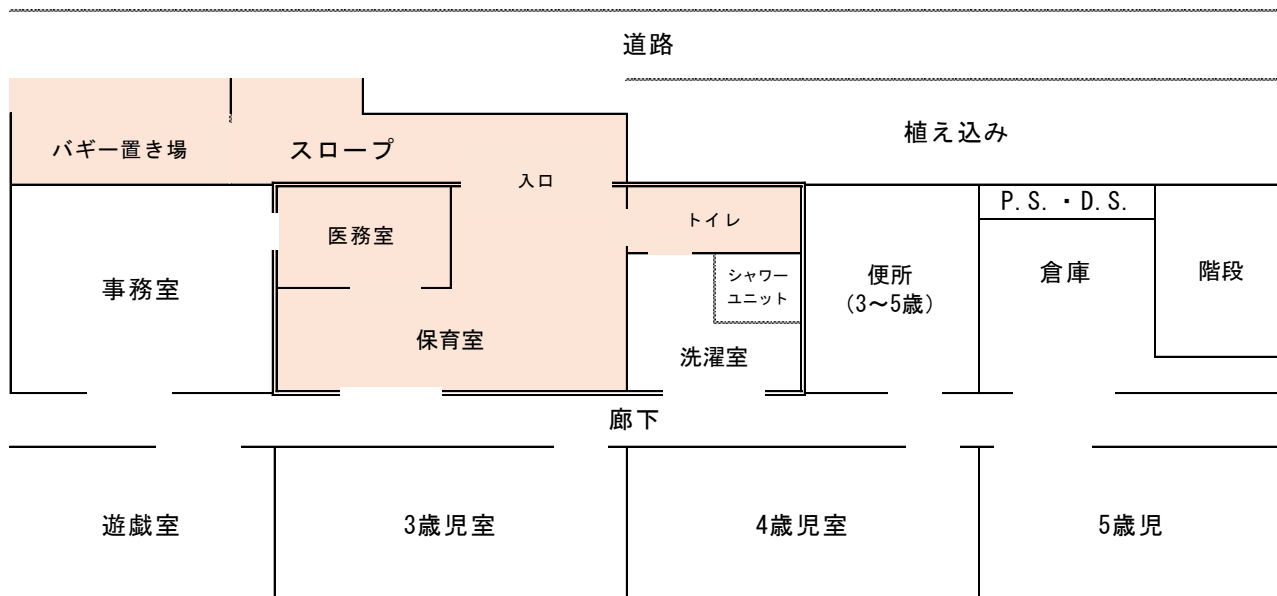 道路
植え込み
バギー置き場
スロープ
入口
P.S.・D.S.
トイレ
医務室
シャワー
ユニット
便所
(3～5歳)
倉庫
階段
事務室
保育室
洗濯室
廊下
遊戯室
3歳児室
4歳児室
5歳児